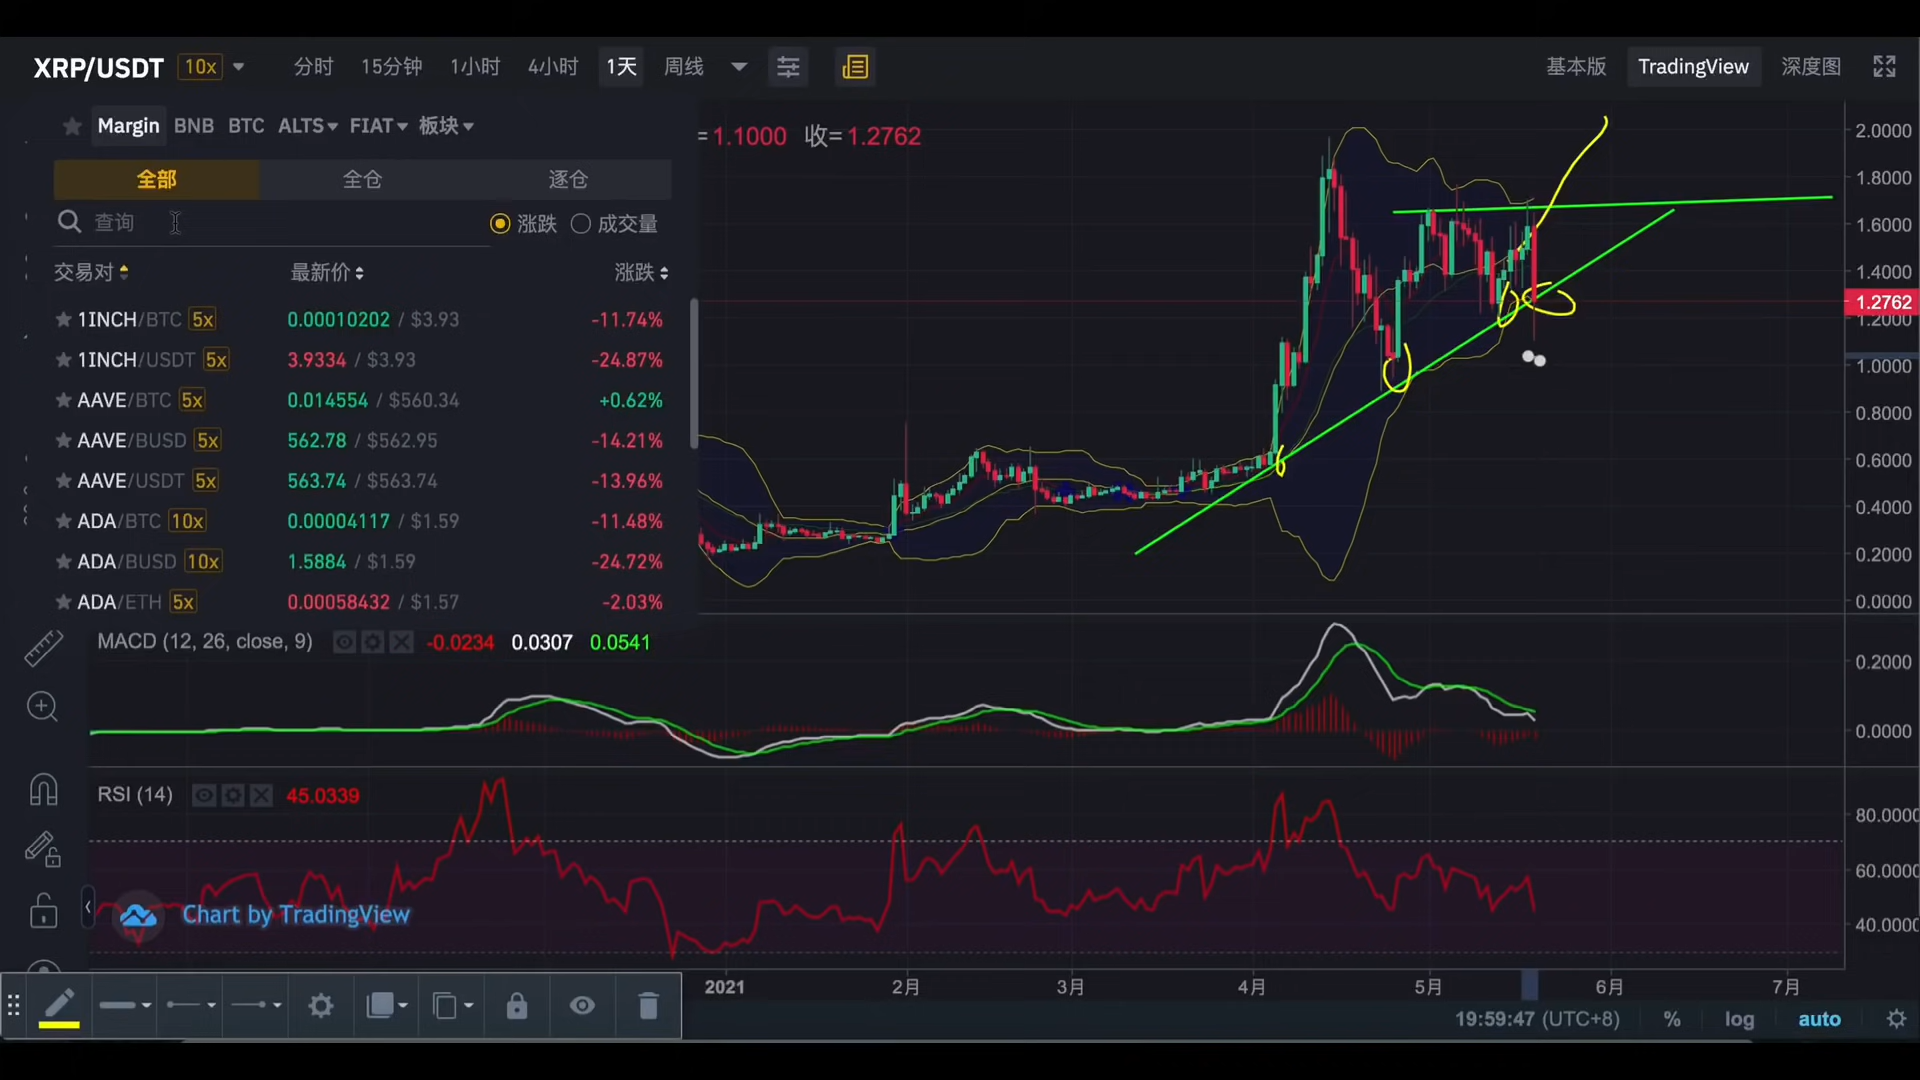 XRP/USDT 10x 分时 15分钟 1小时 4小时 1天 周线 基本版 TradingView 深度图
Margin BNB BTC ALTS FIAT 板块
=1.1000 收=1.2762
全部 全仓 逐仓
查询 涨跌 成交量
交易对 最新价 涨跌
1INCH/BTC 5x 0.00010202 / $3.93 -11.74%
1INCH/USDT 5x 3.9334 / $3.93 -24.87%
AAVE/BTC 5x 0.014554 / $560.34 +0.62%
AAVE/BUSD 5x 562.78 / $562.95 -14.21%
AAVE/USDT 5x 563.74 / $563.74 -13.96%
ADA/BTC 10x 0.00004117 / $1.59 -11.48%
ADA/BUSD 10x 1.5884 / $1.59 -24.72%
ADA/ETH 5x 0.00058432 / $1.57 -2.03%
2.0000
1.8000
1.6000
1.4000
1.2762
1.2000
1.0000
0.8000
0.6000
0.4000
0.2000
0.0000
MACD (12, 26, close, 9) -0.0234 0.0307 0.0541
0.2000
0.0000
RSI (14) 45.0339
80.0000
60.0000
40.0000
Chart by TradingView
2021 2月 3月 4月 5月 6月 7月
19:59:47 (UTC+8) % log auto